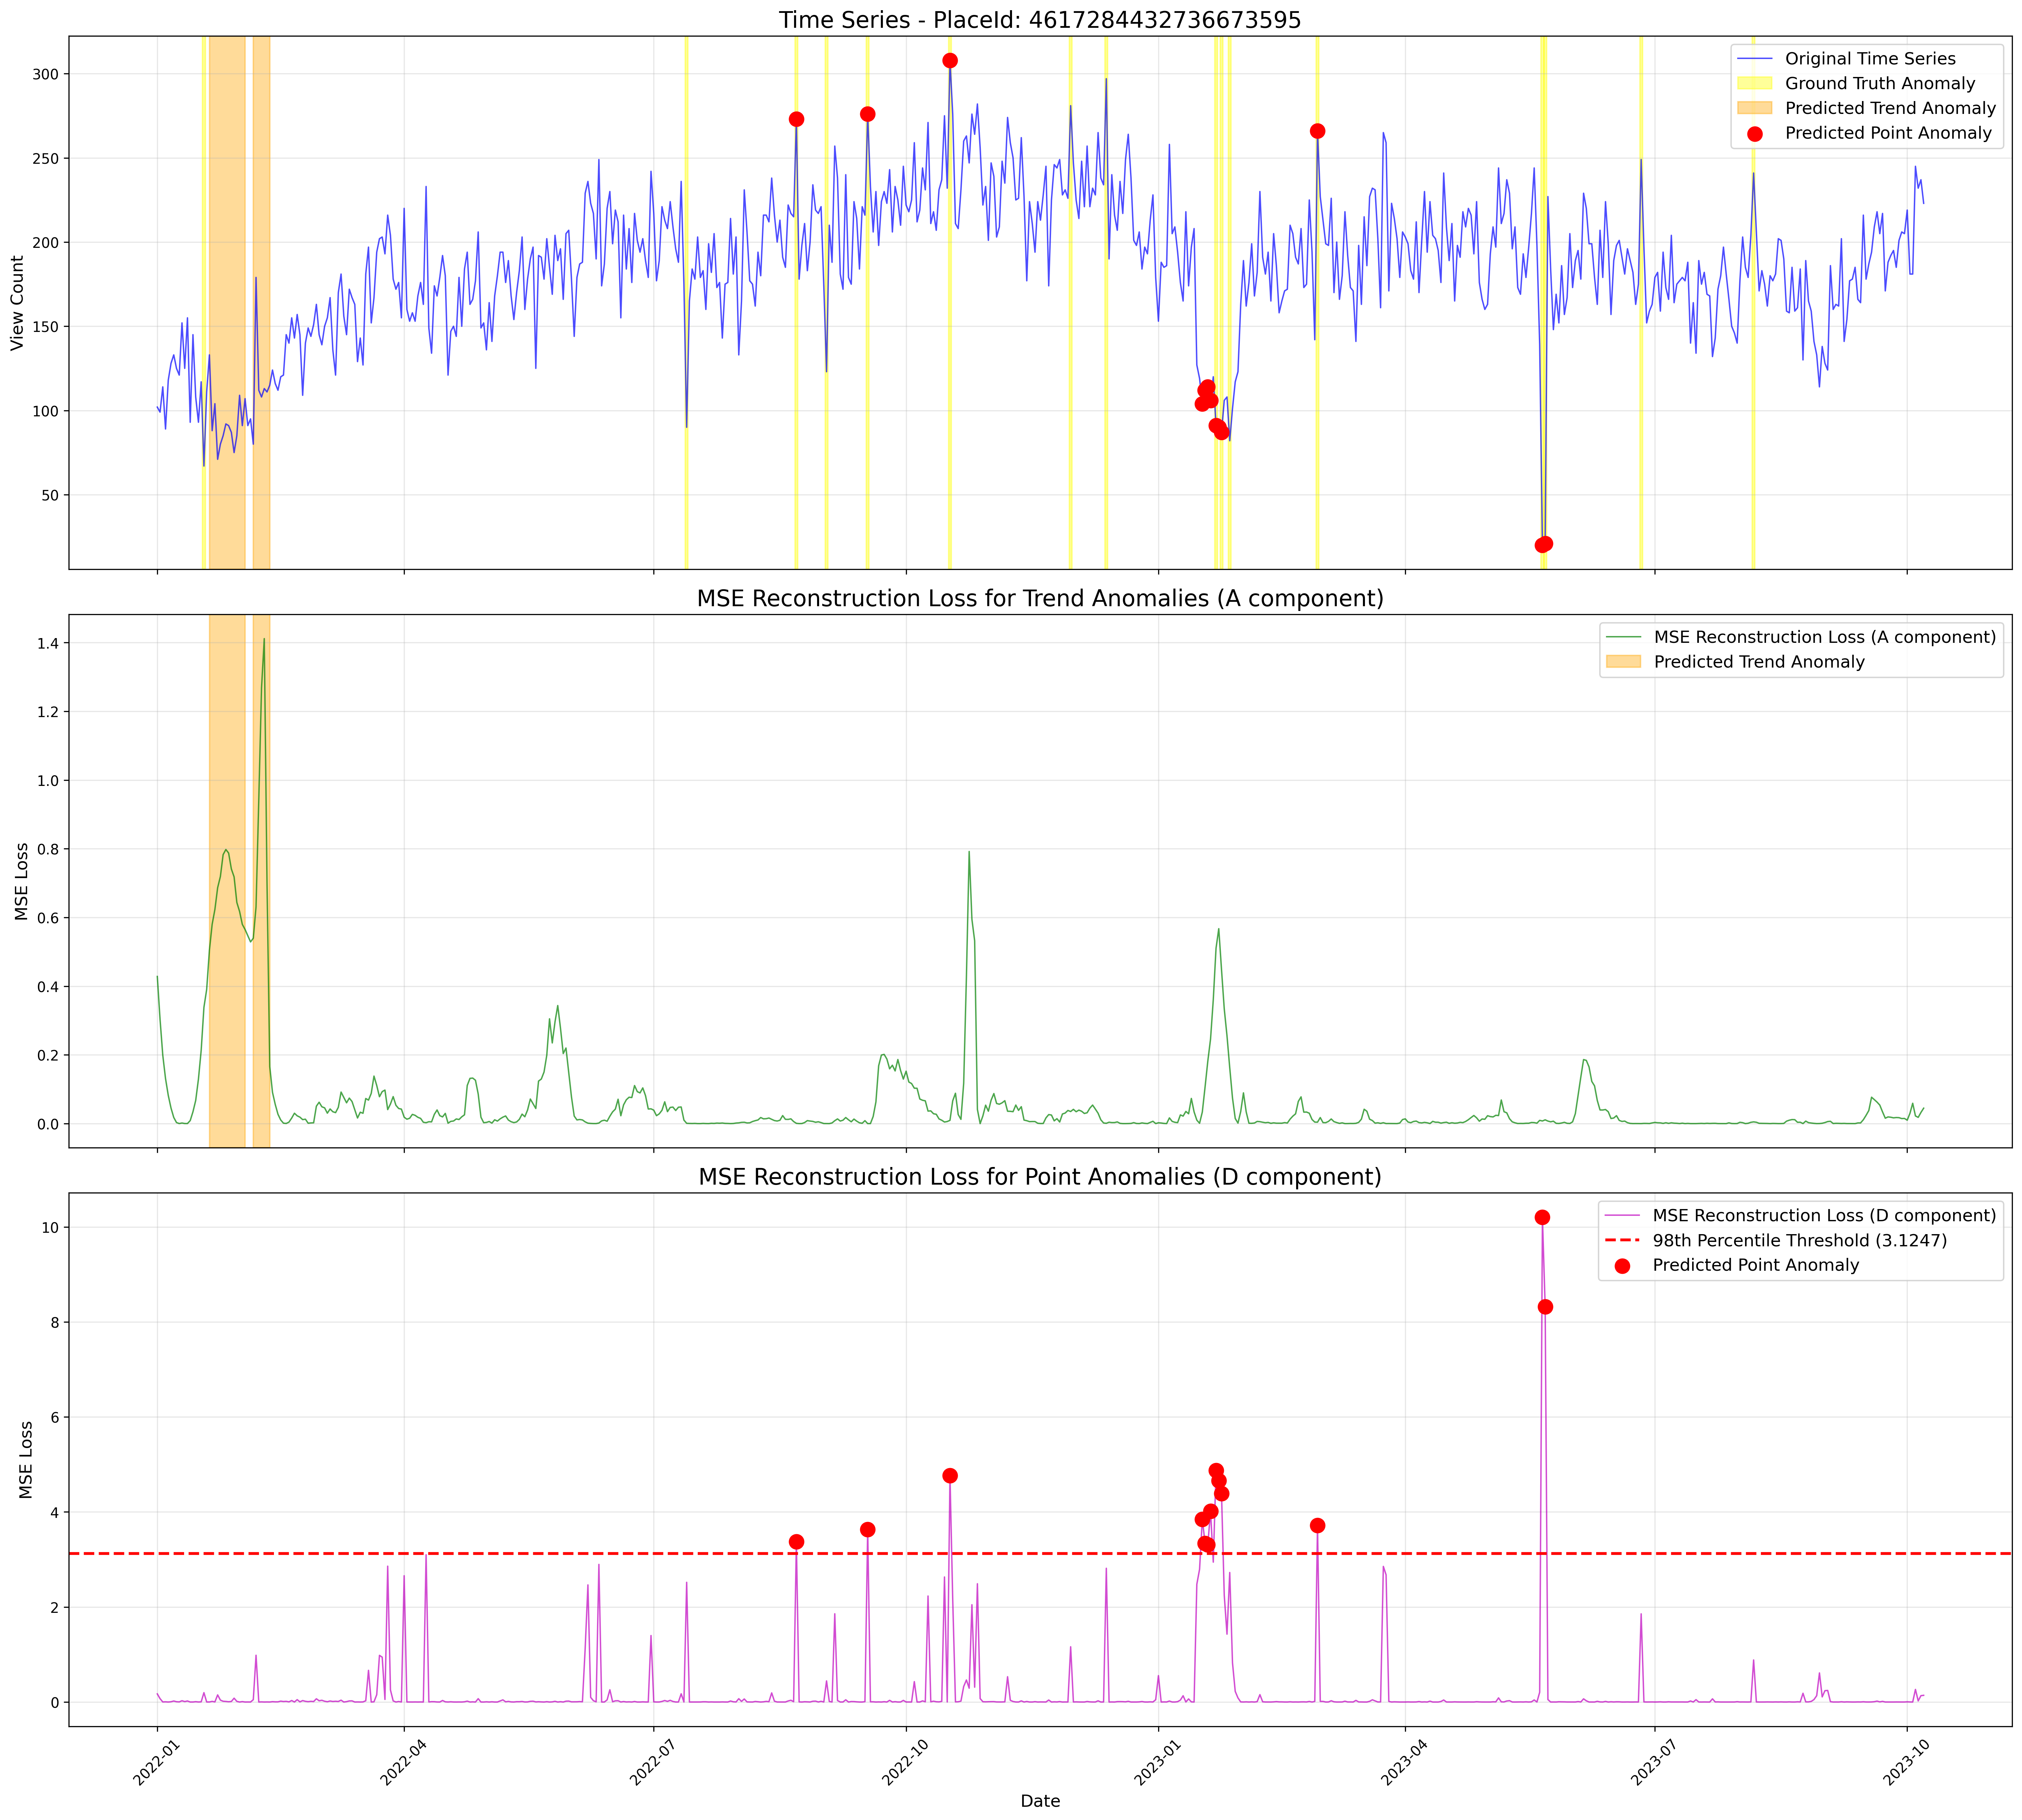 Time Series - PlaceId: 4617284432736673595
View Count
300
250
200
150
100
50
Original Time Series
Ground Truth Anomaly
Predicted Trend Anomaly
Predicted Point Anomaly
MSE Reconstruction Loss for Trend Anomalies (A component)
MSE Loss
1.4
1.2
1.0
0.8
0.6
0.4
0.2
0.0
MSE Reconstruction Loss (A component)
Predicted Trend Anomaly
MSE Reconstruction Loss for Point Anomalies (D component)
MSE Loss
10
8
6
4
2
0
MSE Reconstruction Loss (D component)
98th Percentile Threshold (3.1247)
Predicted Point Anomaly
2022-01
2022-04
2022-07
2022-10
2023-01
2023-04
2023-07
2023-10
Date